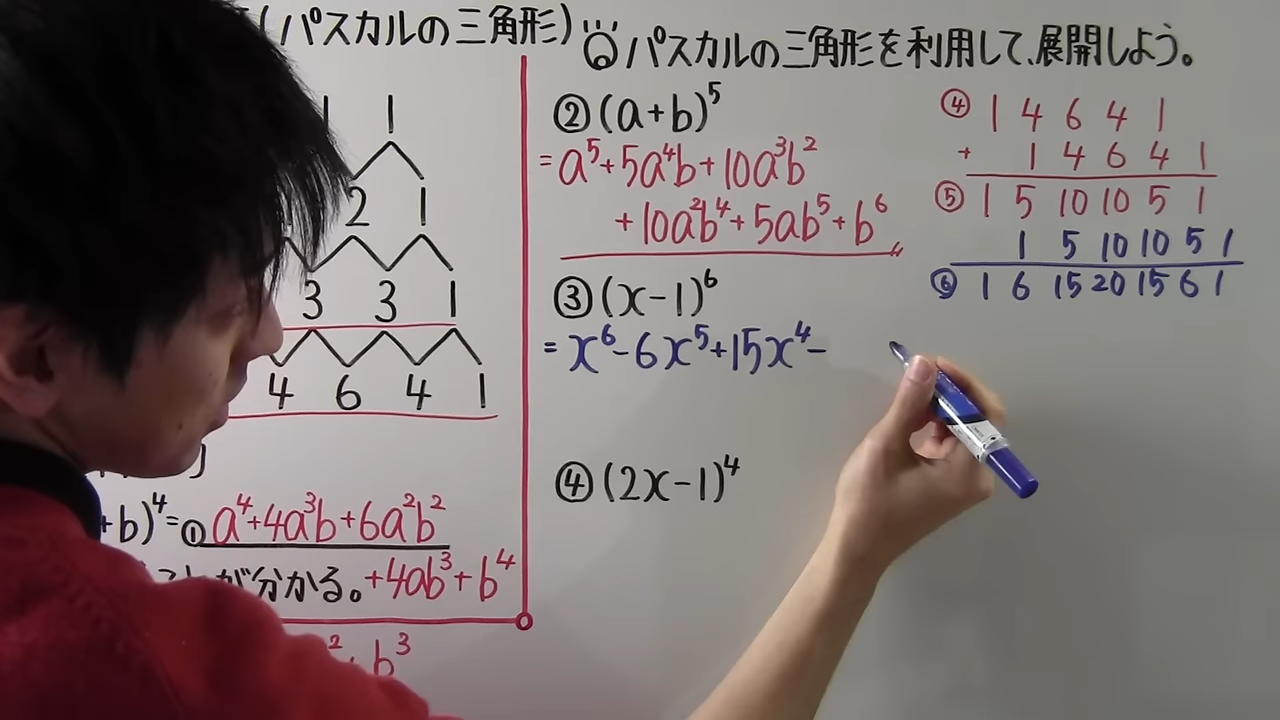 (パスカルの三角形)
1 1
2 1
3 3 1
4 6 4 1
b)⁴=①a⁴+4a³b+6a²b²
が分かる。+4ab³+b⁴
b³
パスカルの三角形を利用して、展開しよう。
②(a+b)⁵
=a⁵+5a⁴b+10a³b²
+10a²b⁴+5ab⁵+b⁶
③(x-1)⁶
=x⁶-6x⁵+15x⁴-
④(2x-1)⁴
④ 1 4 6 4 1
+ 1 4 6 4 1
⑤ 1 5 10 10 5 1
1 5 10 10 5 1
⑥ 1 6 15 20 15 6 1